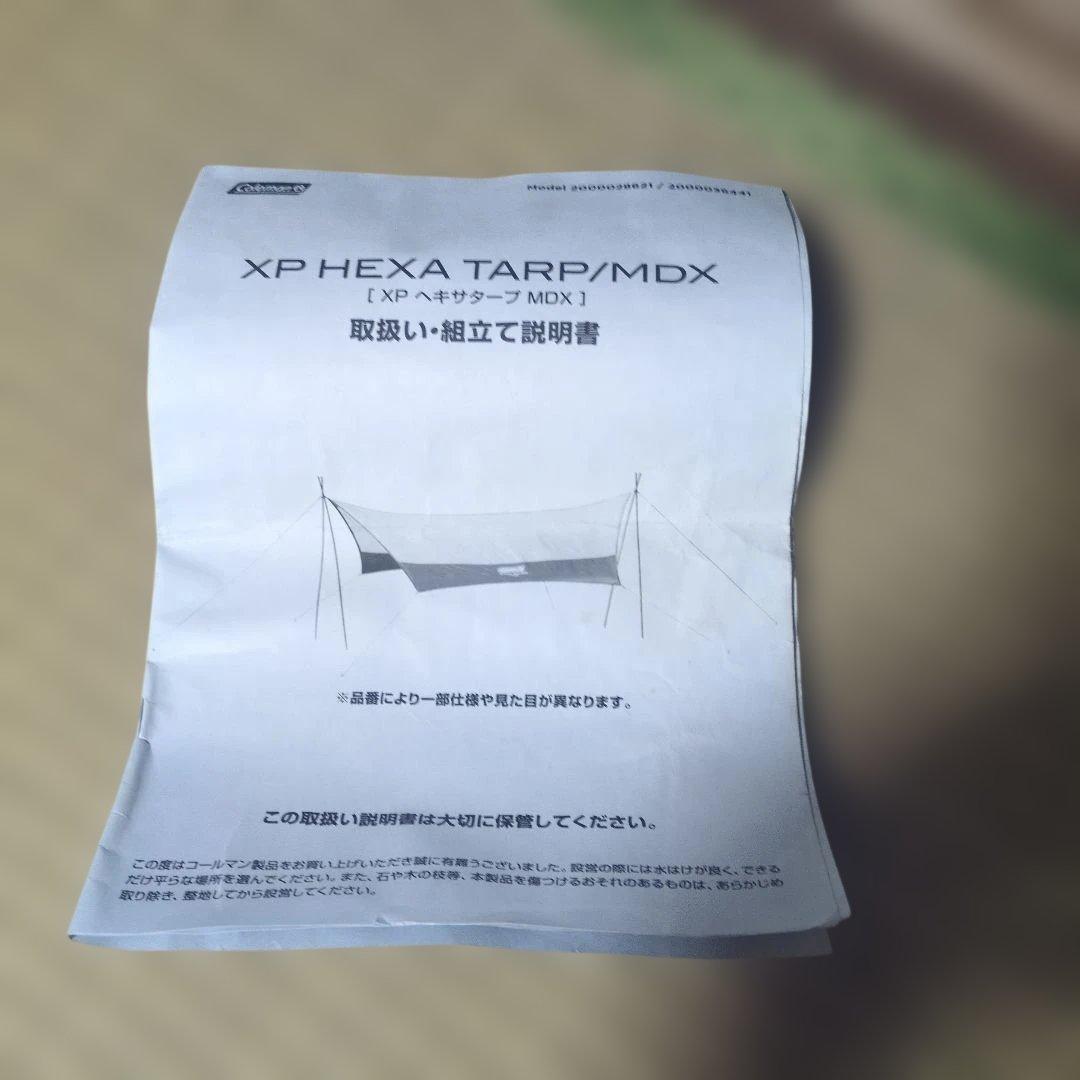 Coleman
Model 2000028621 / 2000038441
XP HEXA TARP/MDX
[ XP ヘキサタープ MDX ]
取扱い・組立て説明書
※品番により一部仕様や見た目が異なります。
この取扱い説明書は大切に保管してください。
この度はコールマン製品をお買い上げいただき誠に有難うございました。設営の際には水はけが良く、できる
だけ平らな場所を選んでください。また、石や木の枝等、本製品を傷つけるおそれのあるものは、あらかじめ
取り除き、整地してから設営してください。